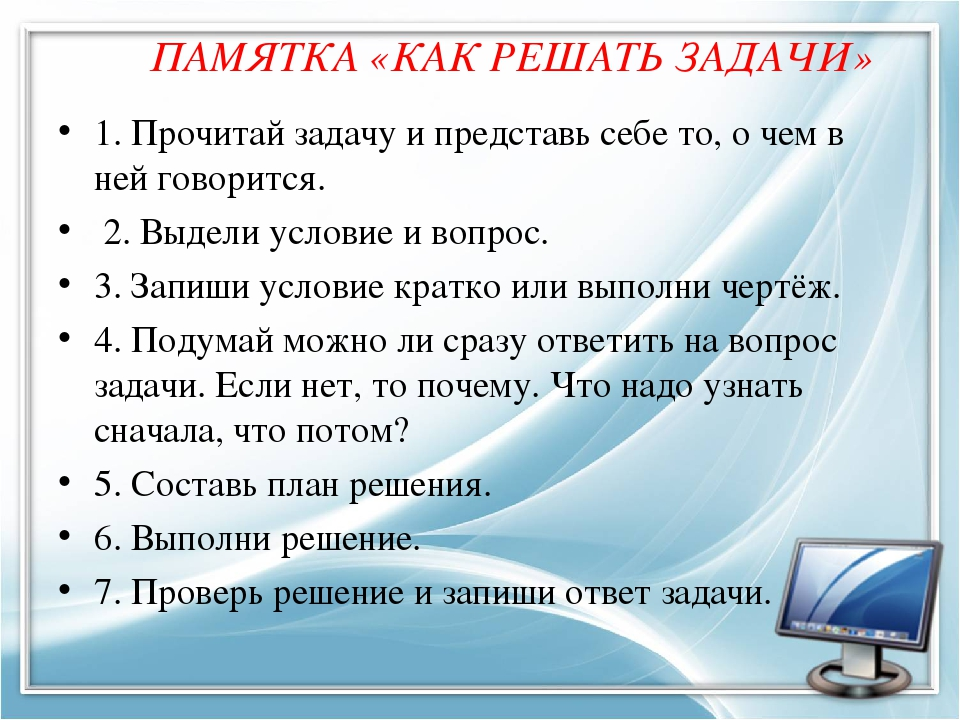 ПАМЯТКА «КАК РЕШАТЬ ЗАДАЧИ»
• 1. Прочитай задачу и представь себе то, о чем в
ней говорится.
• 2. Выдели условие и вопрос.
• 3. Запиши условие кратко или выполни чертёж.
• 4. Подумай можно ли сразу ответить на вопрос
задачи. Если нет, то почему. Что надо узнать
сначала, что потом?
• 5. Составь план решения.
• 6. Выполни решение.
• 7. Проверь решение и запиши ответ задачи.